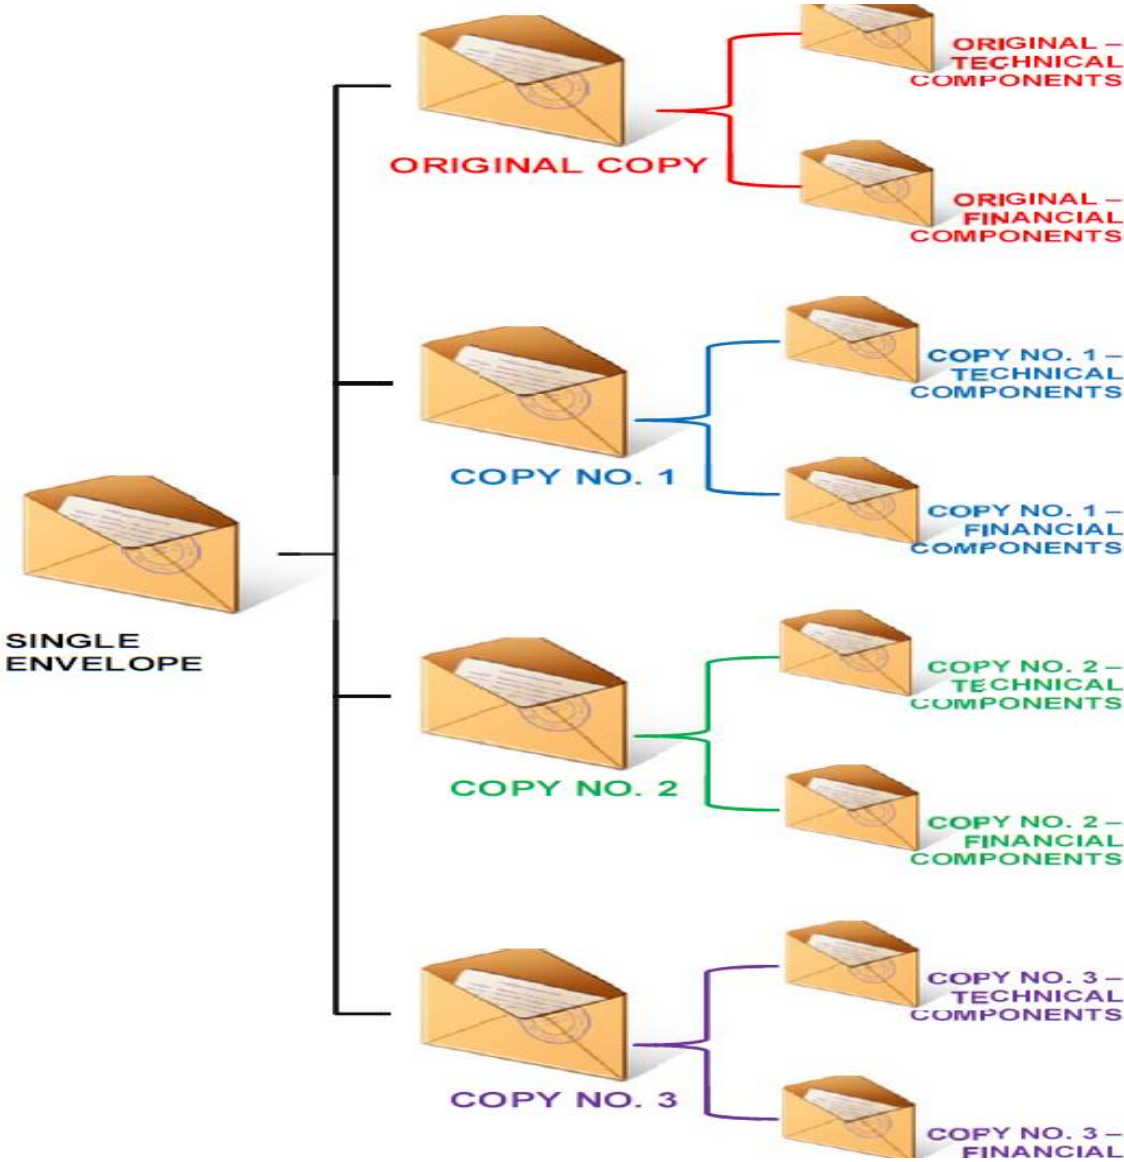 ORIGINAL –
TECHNICAL
COMPONENTS
ORIGINAL COPY
ORIGINAL –
FINANCIAL
COMPONENTS
COPY NO. 1 –
TECHNICAL
COMPONENTS
COPY NO. 1
COPY NO. 1 –
FINANCIAL
COMPONENTS
SINGLE
ENVELOPE
COPY NO. 2 –
TECHNICAL
COMPONENTS
COPY NO. 2
COPY NO. 2 –
FINANCIAL
COMPONENTS
COPY NO. 3 –
TECHNICAL
COMPONENTS
COPY NO. 3
COPY NO. 3 –
FINANCIAL